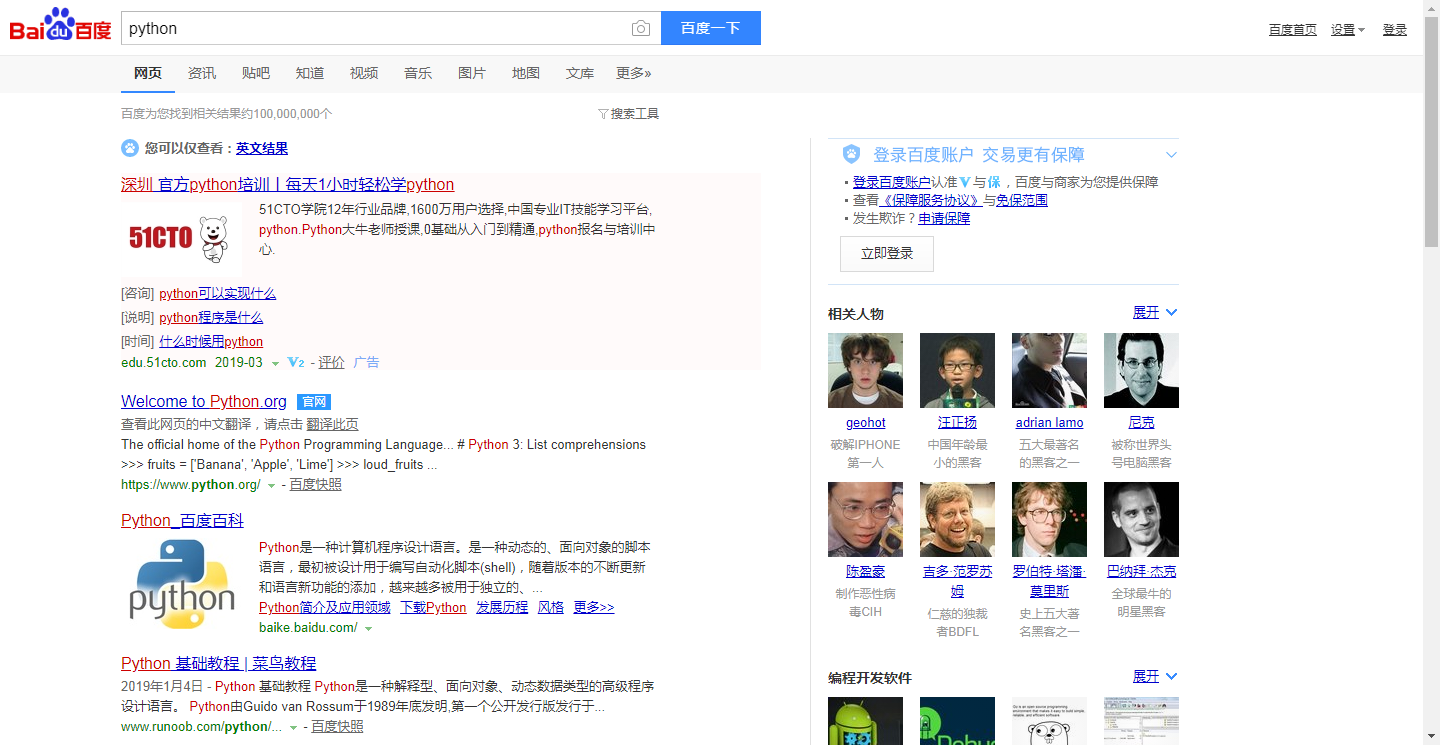 Bai du 百度
python
百度一下
百度首页 设置 登录
网页 资讯 贴吧 知道 视频 音乐 图片 地图 文库 更多»
百度为您找到相关结果约100,000,000个
搜索工具
您可以仅查看：英文结果
深圳 官方python培训丨每天1小时轻松学python
51CTO
51CTO学院12年行业品牌,1600万用户选择,中国专业IT技能学习平台,
python.Python大牛老师授课,0基础从入门到精通,python报名与培训中
心.
[咨询] python可以实现什么
[说明] python程序是什么
[时间] 什么时候用python
edu.51cto.com 2019-03 V2 - 评价 广告
Welcome to Python.org 官网
查看此网页的中文翻译，请点击 翻译此页
The official home of the Python Programming Language... # Python 3: List comprehensions
>>> fruits = ['Banana', 'Apple', 'Lime'] >>> loud_fruits ...
https://www.python.org/ - 百度快照
Python_百度百科
python
Python是一种计算机程序设计语言。是一种动态的、面向对象的脚本
语言，最初被设计用于编写自动化脚本(shell)，随着版本的不断更新
和语言新功能的添加，越来越多被用于独立的、...
Python简介及应用领域 下载Python 发展历程 风格 更多>>
baike.baidu.com/
Python 基础教程 | 菜鸟教程
2019年1月4日 - Python 基础教程 Python是一种解释型、面向对象、动态数据类型的高级程序
设计语言。 Python由Guido van Rossum于1989年底发明,第一个公开发行版发行于...
www.runoob.com/python/... - 百度快照
登录百度账户 交易更有保障
登录百度账户认准V与保，百度与商家为您提供保障
查看《保障服务协议》与免保范围
发生欺诈？申请保障
立即登录
相关人物 展开
geohot 汪正扬 adrian lamo 尼克
破解IPHONE 中国年龄最 五大最著名 被称世界头
第一人 小的黑客 的黑客之一 号电脑黑客
陈盈豪 吉多·范罗苏 罗伯特·塔潘· 巴纳拜·杰克
姆 莫里斯
制作恶性病 全球最牛的
毒CIH 明星黑客
仁慈的独裁 史上五大著
者BDFL 名黑客之一
编程开发软件 展开